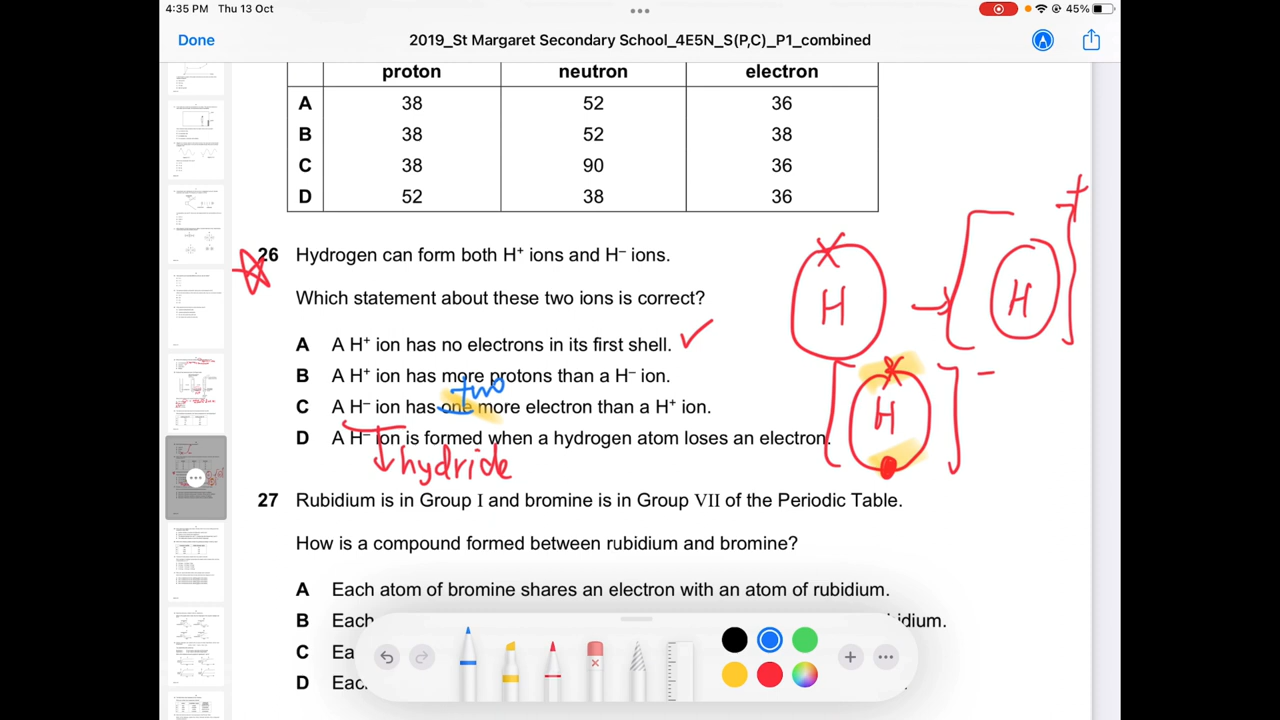 4:35 PM Thu 13 Oct
45%
Done
2019_St Margaret Secondary School_4E5N_S(P,C)_P1_combined
proton neutron electron
A 38 52 36
B 38 52 38
C 38 90 36
D 52 38 36
26 Hydrogen can form both H⁺ ions and H⁻ ions.
Which statement about these two ions is correct?
A A H⁺ ion has no electrons in its first shell. ✓
B A H⁺ ion has more protons than a H⁻ ion.
two
C A H⁻ ion has one more electron than a H⁺ ion.
D A H⁻ ion is formed when a hydrogen atom loses an electron.
hydride
H → [H]⁺
[H]⁻
27 Rubidium is in Group I and bromine is in Group VII of the Periodic Table.
How are compounds formed between rubidium and bromine?
A Each atom of bromine shares an electron with an atom of rubidium.
B Each
C Ea
D Eac